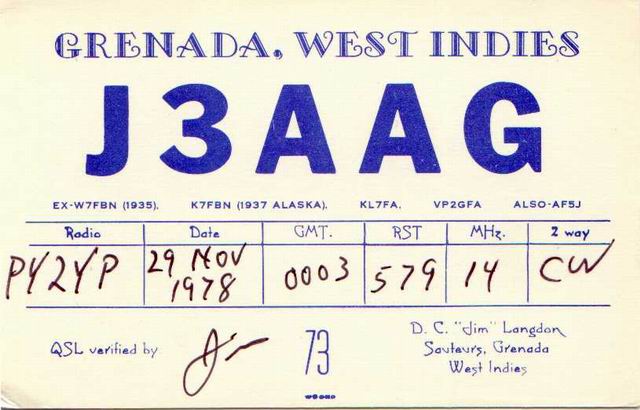 GRENADA, WEST INDIES
J3AAG
EX-W7FBN (1935), K7FBN (1937 ALASKA), KL7FA, VP2GFA ALSO-AF5J
Radio Date GMT. RST MHz. 2 way
PY2YP 29 NOV 1978 0003 579 14 CW
QSL verified by Jim 73
D. C. "Jim" Langdon
Sauteurs, Grenada
West Indies